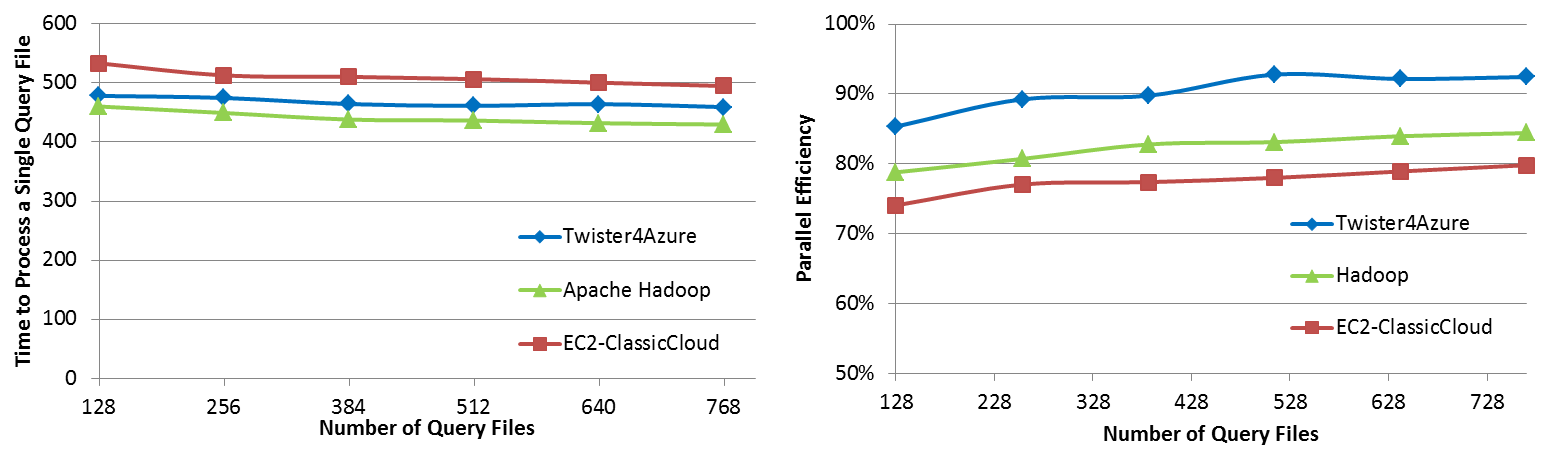 Time to Process a Single Query File
600
500
400
300
200
100
0
128 256 384 512 640 768
Number of Query Files
Twister4Azure
Apache Hadoop
EC2-ClassicCloud
Parallel Efficiency
100%
90%
80%
70%
60%
50%
128 228 328 428 528 628 728
Number of Query Files
Twister4Azure
Hadoop
EC2-ClassicCloud